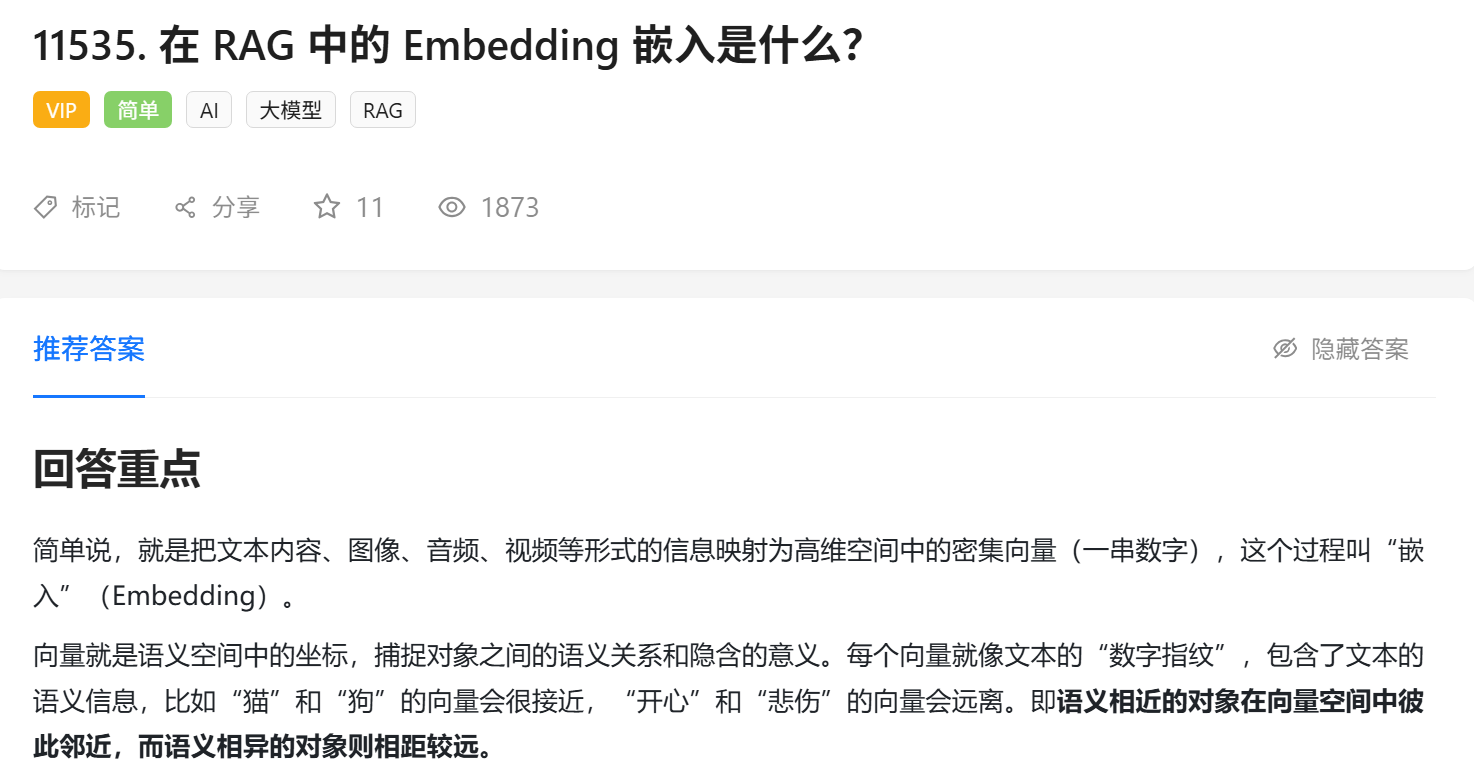 11535. 在 RAG 中的 Embedding 嵌入是什么？
VIP 简单 AI 大模型 RAG
标记 分享 11 1873
推荐答案 隐藏答案
回答重点
简单说，就是把文本内容、图像、音频、视频等形式的信息映射为高维空间中的密集向量（一串数字），这个过程叫“嵌
入”（Embedding）。
向量就是语义空间中的坐标，捕捉对象之间的语义关系和隐含的意义。每个向量就像文本的“数字指纹”，包含了文本的
语义信息，比如“猫”和“狗”的向量会很接近，“开心”和“悲伤”的向量会远离。即语义相近的对象在向量空间中彼
此邻近，而语义相异的对象则相距较远。